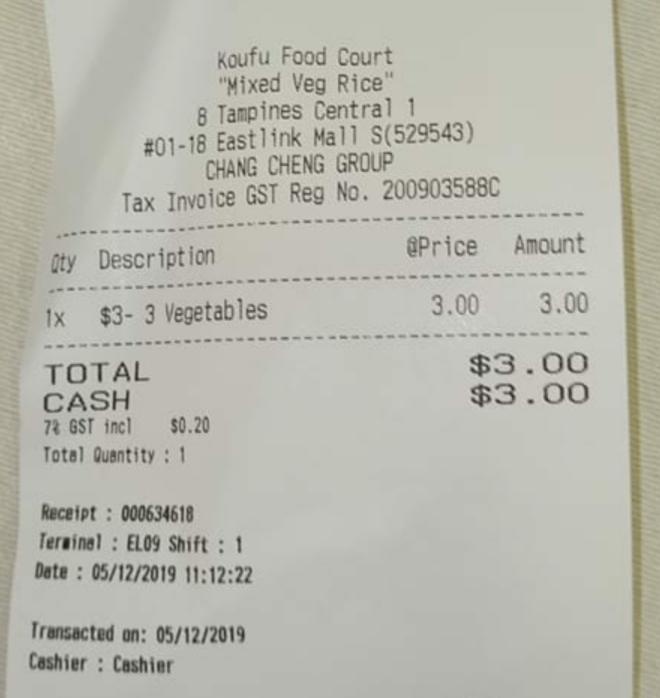 Koufu Food Court
"Mixed Veg Rice"
8 Tampines Central 1
#01-18 Eastlink Mall S(529543)
CHANG CHENG GROUP
Tax Invoice GST Reg No. 200903588C
Qty Description @Price Amount
1x $3- 3 Vegetables 3.00 3.00
TOTAL $3.00
CASH $3.00
7% GST incl $0.20
Total Quantity : 1
Receipt : 000634618
Terminal : EL09 Shift : 1
Date : 05/12/2019 11:12:22
Transacted on: 05/12/2019
Cashier : Cashier